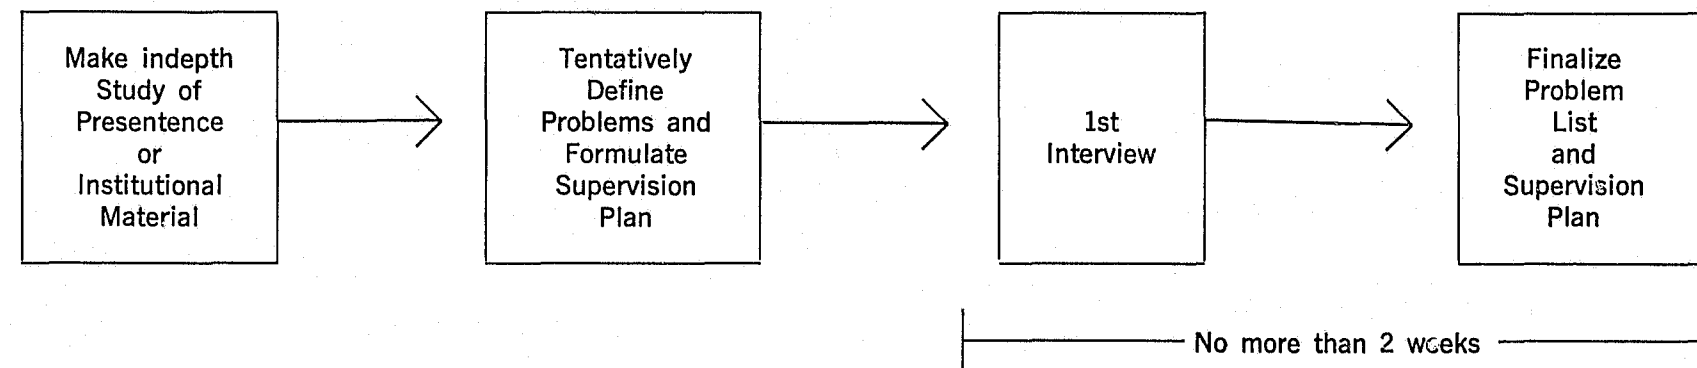 Make indepth
Study of
Presentence
or
Institutional
Material
Tentatively
Define
Problems and
Formulate
Supervision
Plan
1st
Interview
Finalize
Problem
List
and
Supervision
Plan
No more than 2 weeks